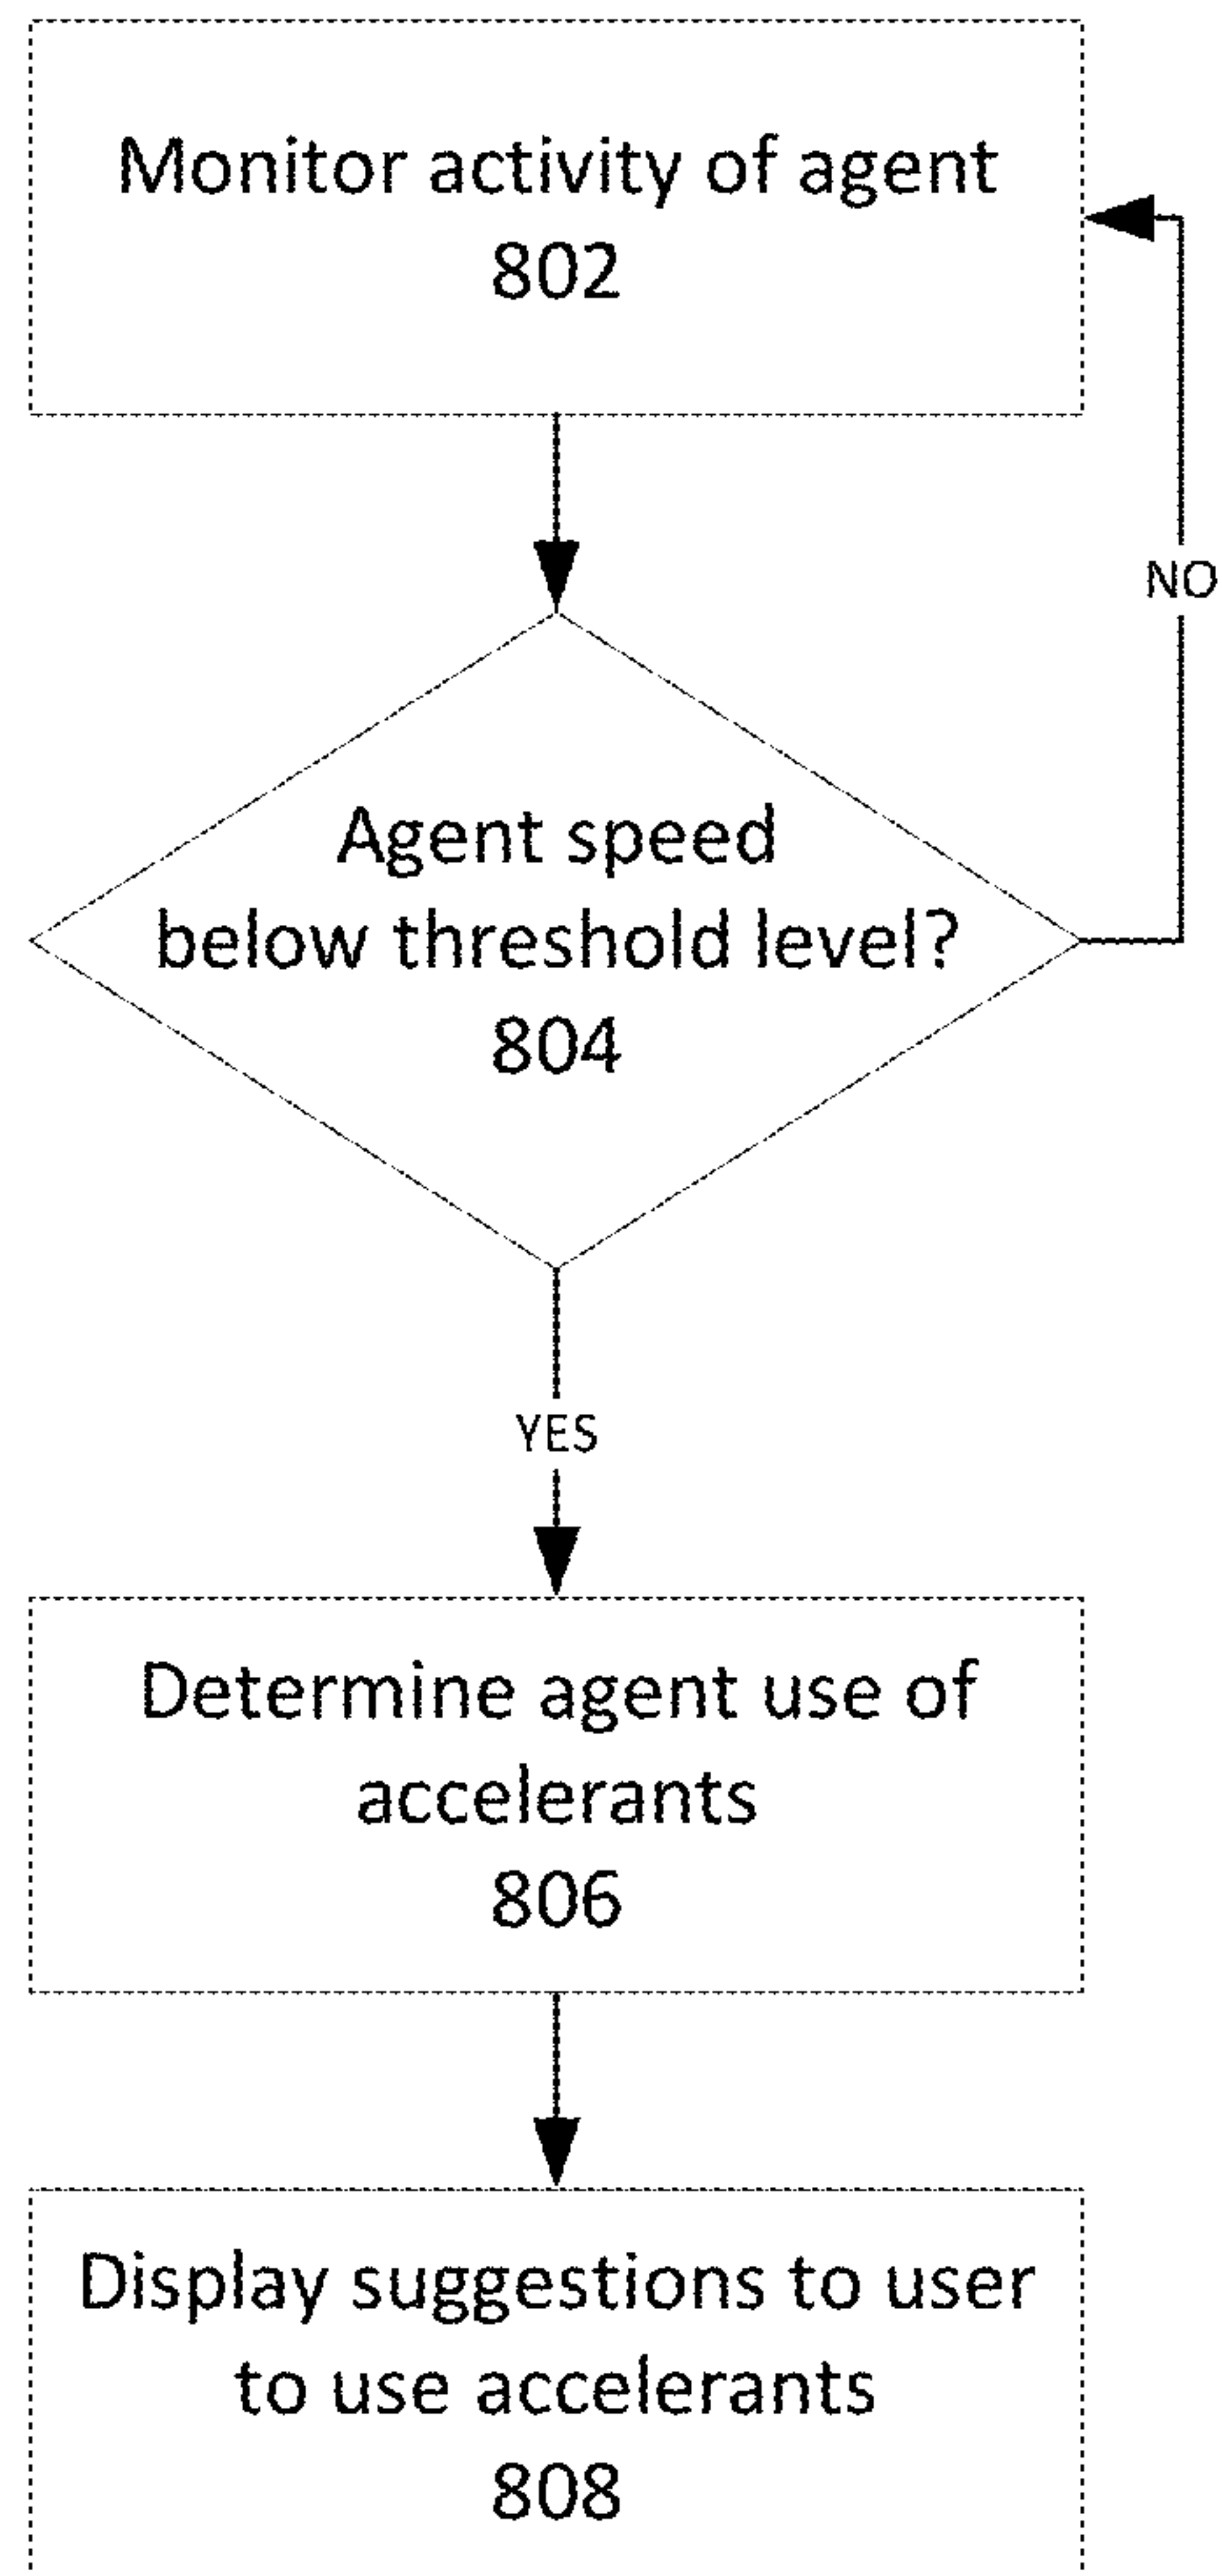 Monitor activity of agent
802
NO
Agent speed
below threshold level?
804
YES
Determine agent use of
accelerants
806
Display suggestions to user
to use accelerants
808